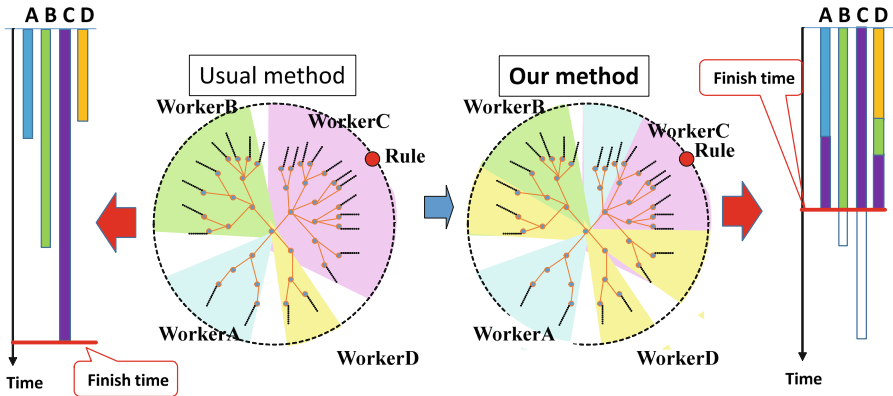 A B C D
Usual method
WorkerB
WorkerC
Rule
WorkerA
WorkerD
Time
Finish time
Our method
WorkerB
WorkerC
Rule
WorkerA
WorkerD
A B C D
Finish time
Time